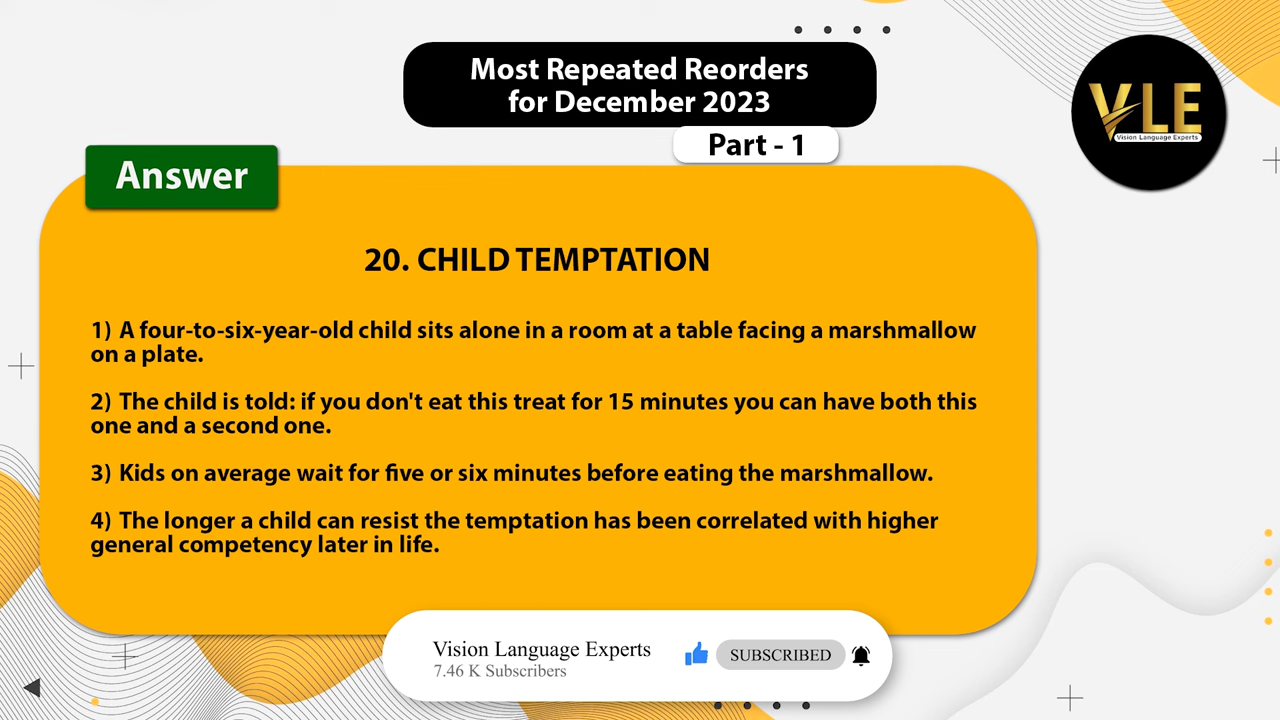 Most Repeated Reorders
for December 2023
Part - 1
VLE
Vision Language Experts
Answer
20. CHILD TEMPTATION
1) A four-to-six-year-old child sits alone in a room at a table facing a marshmallow
on a plate.
2) The child is told: if you don't eat this treat for 15 minutes you can have both this
one and a second one.
3) Kids on average wait for five or six minutes before eating the marshmallow.
4) The longer a child can resist the temptation has been correlated with higher
general competency later in life.
Vision Language Experts
7.46 K Subscribers
SUBSCRIBED